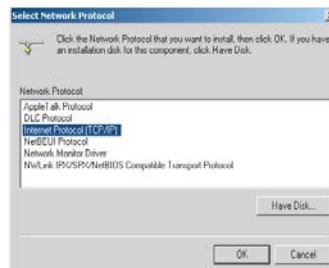 Select Network Protocol
Click the Network Protocol that you want to install, then click OK. If you have
an installation disk for this component, click Have Disk.
Network Protocol:
AppleTalk Protocol
DLC Protocol
Internet Protocol (TCP/IP)
NetBEUI Protocol
Network Monitor Driver
NWLink IPX/SPX/NetBIOS Compatible Transport Protocol
Have Disk...
OK
Cancel